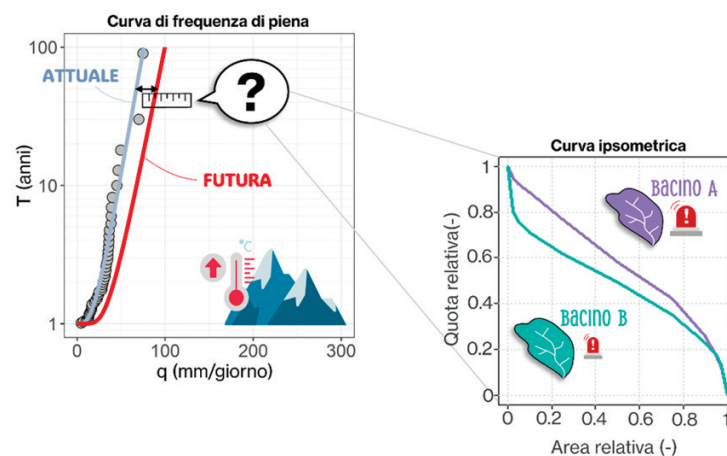 Curva di frequenza di piena
100
10
1
T (anni)
ATTUALE
FUTURA
?
°C
0
100
200
300
q (mm/giorno)
Curva ipsometrica
1
0.8
0.6
0.4
0.2
0
Quota relativa(-)
BACINO A
BACINO B
0
0.2
0.4
0.6
0.8
1
Area relativa (-)